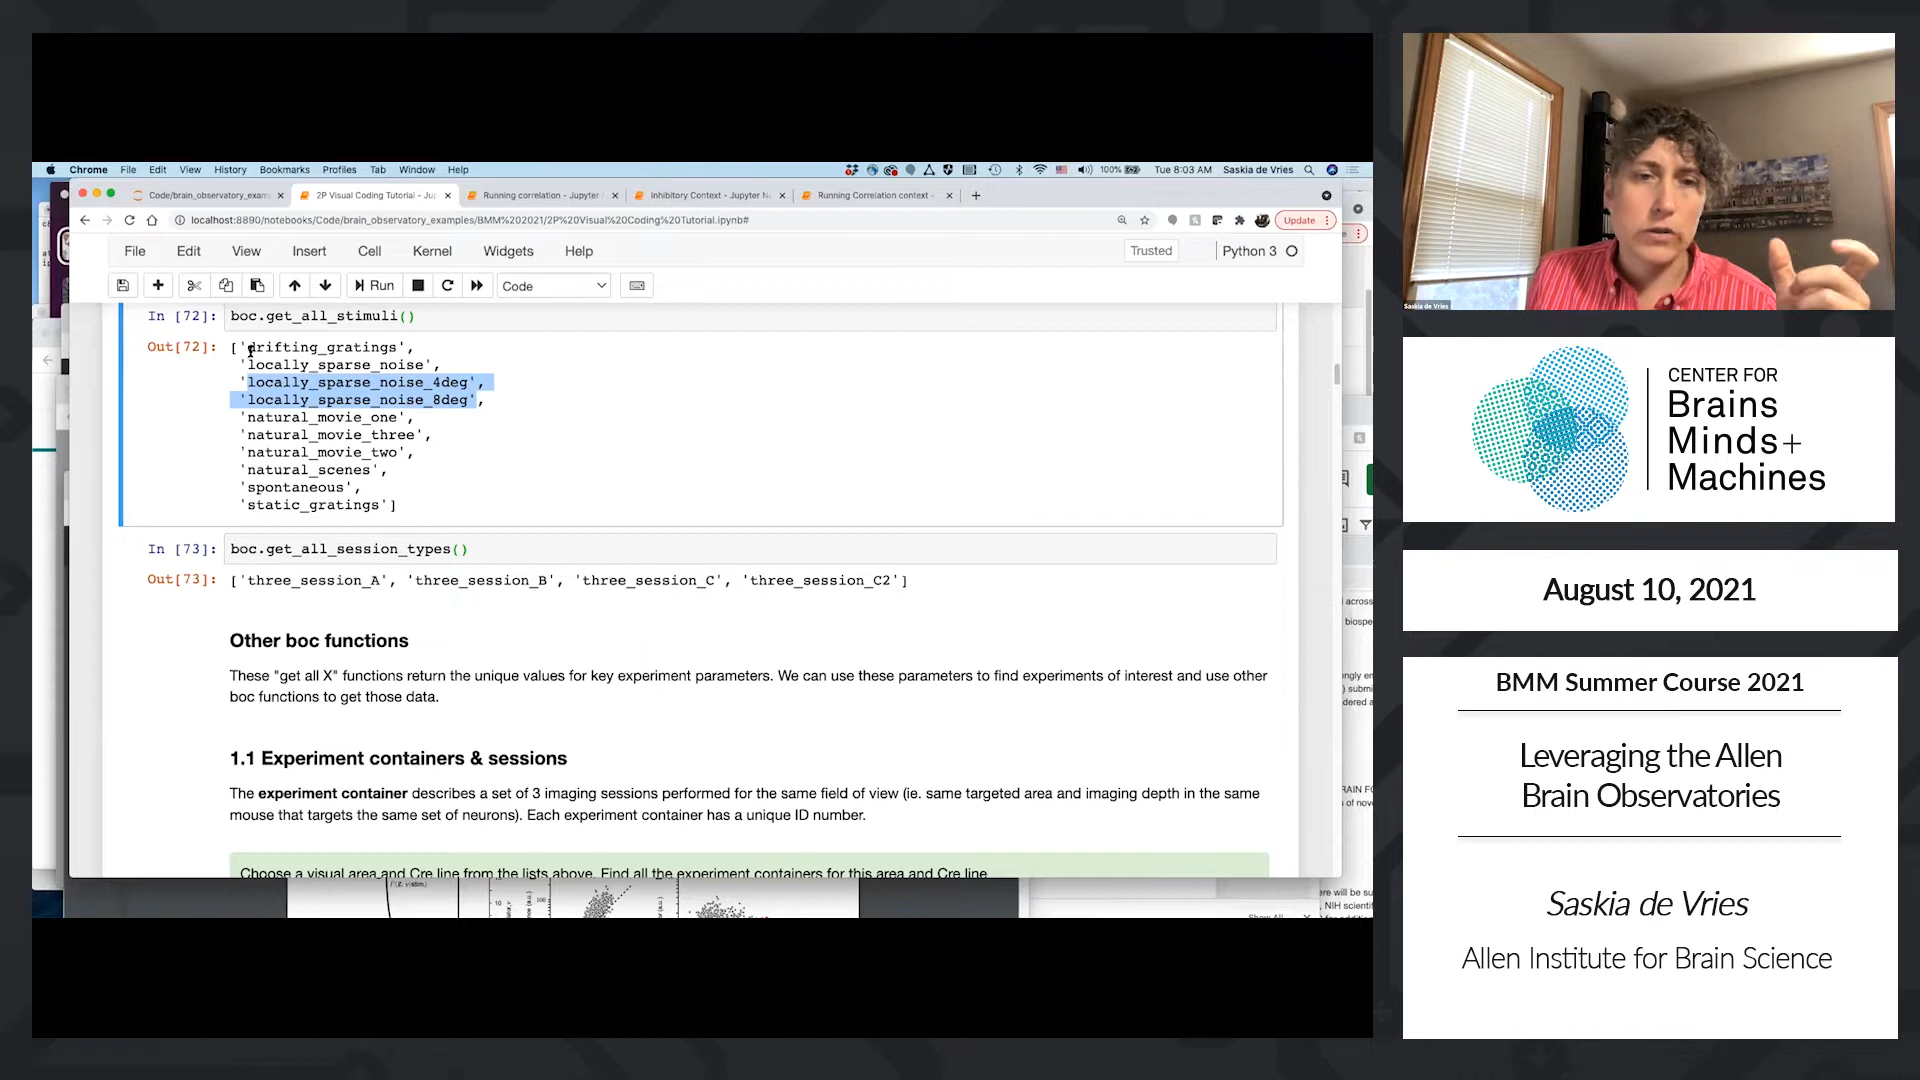 Chrome File Edit View History Bookmarks Profiles Tab Window Help
100% Tue 8:03 AM Saskia de Vries
Code/brain_observatory_exam
2P Visual Coding Tutorial - Jup
Running correlation - Jupyter
Inhibitory Context - Jupyter N
Running Correlation context -
localhost:8890/notebooks/Code/brain_observatory_examples/BMM%202021/2P%20Visual%20Coding%20Tutorial.ipynb#
Update
File Edit View Insert Cell Kernel Widgets Help
Trusted
Python 3
Run
Code
In [72]: boc.get_all_stimuli()
Out[72]: ['drifting_gratings',
'locally_sparse_noise',
'locally_sparse_noise_4deg',
'locally_sparse_noise_8deg',
'natural_movie_one',
'natural_movie_three',
'natural_movie_two',
'natural_scenes',
'spontaneous',
'static_gratings']
In [73]: boc.get_all_session_types()
Out[73]: ['three_session_A', 'three_session_B', 'three_session_C', 'three_session_C2']
Other boc functions
These "get all X" functions return the unique values for key experiment parameters. We can use these parameters to find experiments of interest and use other
boc functions to get those data.
1.1 Experiment containers & sessions
The experiment container describes a set of 3 imaging sessions performed for the same field of view (ie. same targeted area and imaging depth in the same
mouse that targets the same set of neurons). Each experiment container has a unique ID number.
Choose a visual area and Cre line from the lists above. Find all the experiment containers for this area and Cre line.
Saskia de Vries
CENTER FOR
Brains
Minds+
Machines
August 10, 2021
BMM Summer Course 2021
Leveraging the Allen
Brain Observatories
Saskia de Vries
Allen Institute for Brain Science